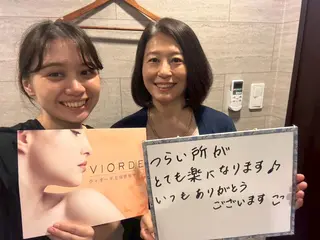 VIORDE
つらい所が
とても楽になります♪
いつもありがとう
ございます